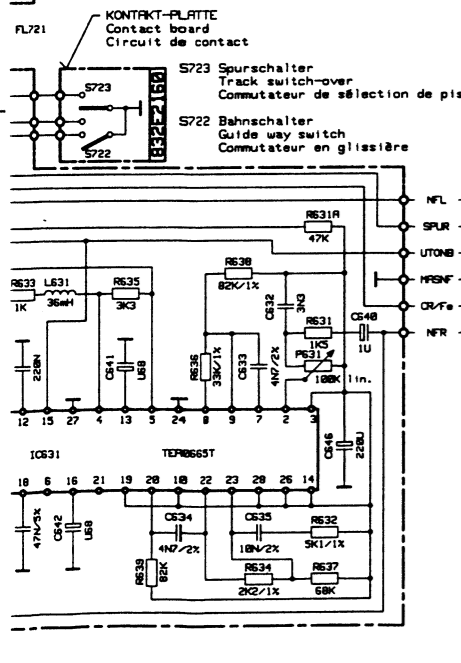 KONTAKT-PLATTE
Contact board
Circuit de contact
FL721
S723
S722
832E2160
S723 Spurschalter
Track switch-over
Commutateur de sélection de pis
S722 Bahnschalter
Guide way switch
Commutateur en glissière
NFL
SPUR
UTONB
MASNF
CR/Fe
NFR
R631A
47K
R638
82K/1%
R633
1K
L631
36mH
R635
3K3
C632
3N3
R631
1K5
C640
1U
P631
100K lin.
220N
C641
U68
R636
33K/1%
C633
4N7/2%
C646
220U
12 15 27 4 13 5 24 8 9 7 2 3
IC631
TEA0665T
18 6 16 21 19 20 10 22 23 28 26 14
47N/5%
C642
U68
C634
4N7/2%
C635
10N/2%
R632
5K1/1%
R639
82K
R634
2K2/1%
R637
68K